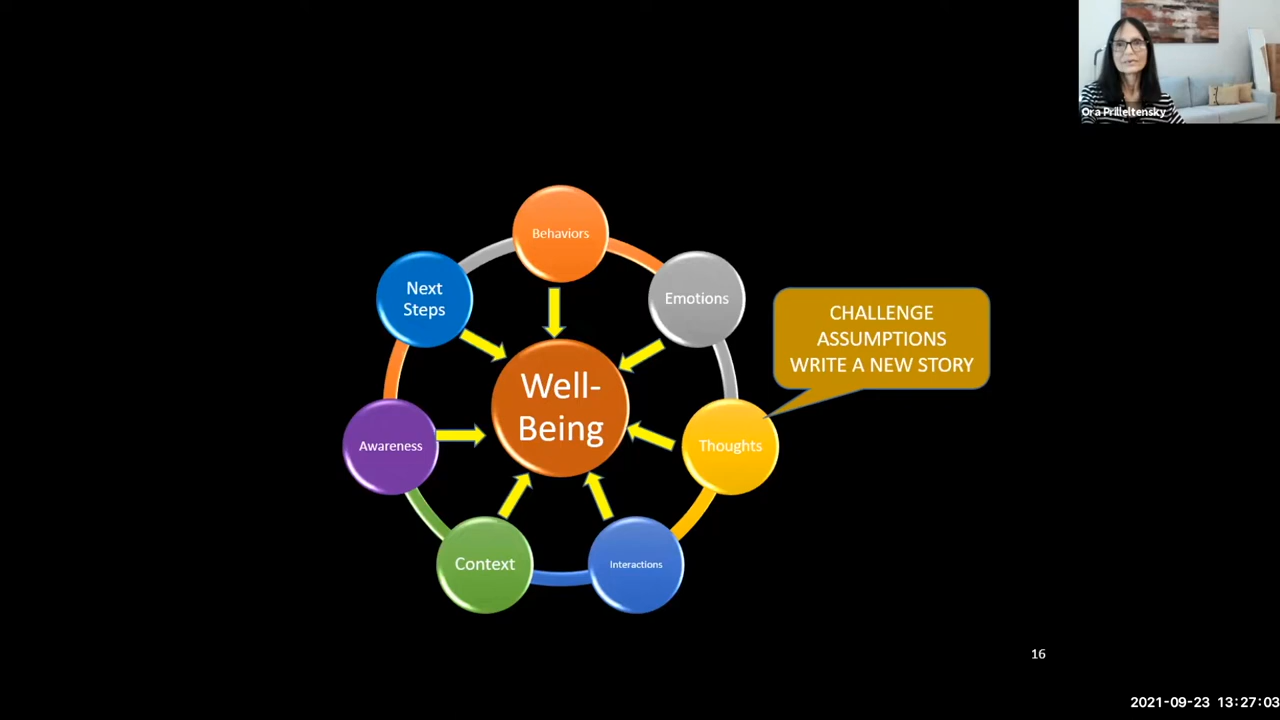 Ora Prilleltensky
Behaviors
Next
Steps
Emotions
CHALLENGE
ASSUMPTIONS
WRITE A NEW STORY
Well-
Being
Awareness
Thoughts
Context
Interactions
16
2021-09-23 13:27:03